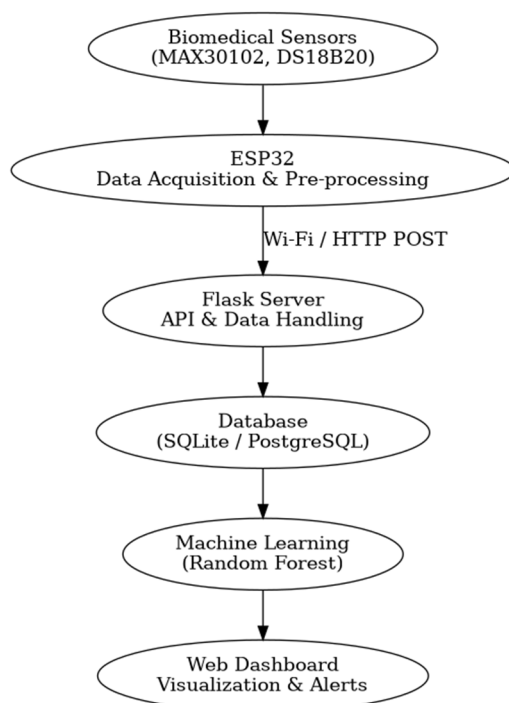 Biomedical Sensors
(MAX30102, DS18B20)
ESP32
Data Acquisition & Pre-processing
Wi-Fi / HTTP POST
Flask Server
API & Data Handling
Database
(SQLite / PostgreSQL)
Machine Learning
(Random Forest)
Web Dashboard
Visualization & Alerts